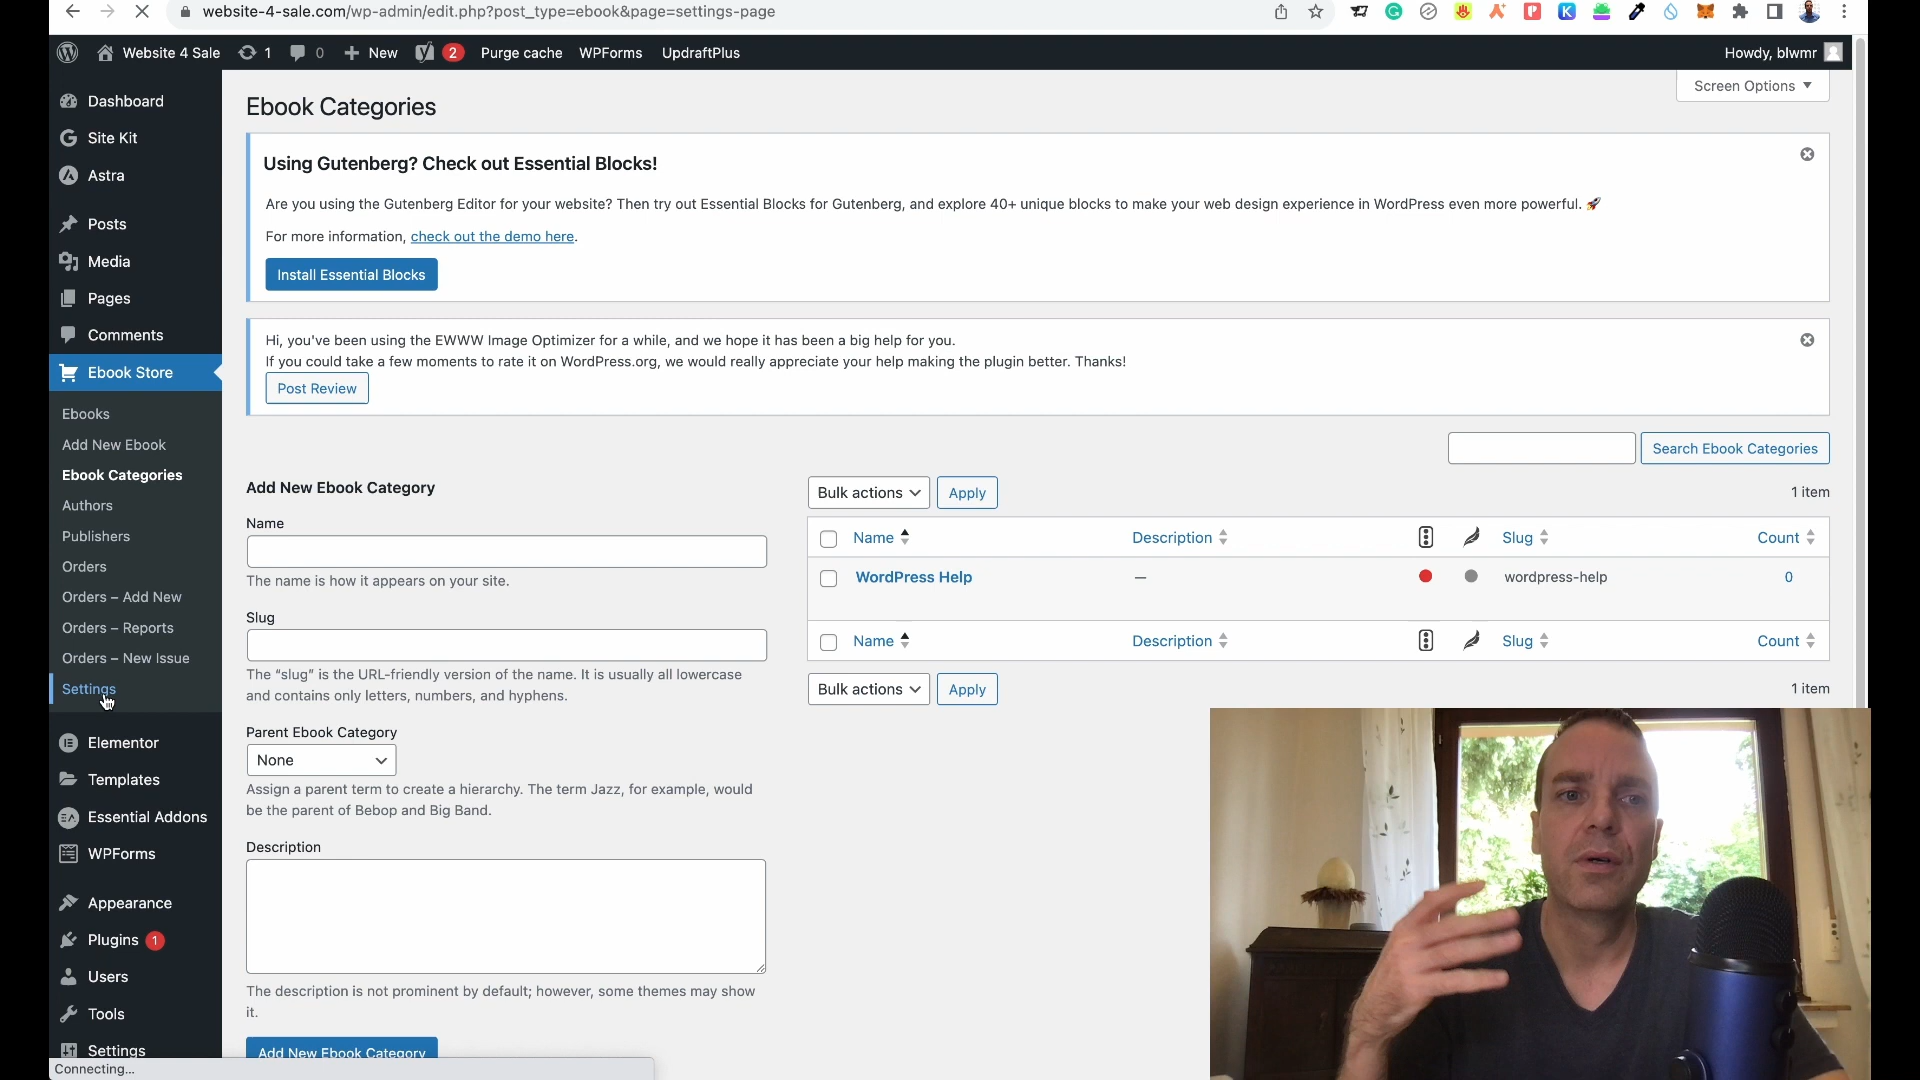 website-4-sale.com/wp-admin/edit.php?post_type=ebook&page=settings-page
Website 4 Sale
1
0
New
2
Purge cache
WPForms
UpdraftPlus
Howdy, blwmr
Screen Options
Dashboard
Site Kit
Astra
Posts
Media
Pages
Comments
Ebook Store
Ebooks
Add New Ebook
Ebook Categories
Authors
Publishers
Orders
Orders – Add New
Orders – Reports
Orders – New Issue
Settings
Elementor
Templates
Essential Addons
WPForms
Appearance
Plugins 1
Users
Tools
Settings
Connecting...
Ebook Categories
Using Gutenberg? Check out Essential Blocks!
Are you using the Gutenberg Editor for your website? Then try out Essential Blocks for Gutenberg, and explore 40+ unique blocks to make your web design experience in WordPress even more powerful. 🚀
For more information, check out the demo here.
Install Essential Blocks
Hi, you've been using the EWWW Image Optimizer for a while, and we hope it has been a big help for you.
If you could take a few moments to rate it on WordPress.org, we would really appreciate your help making the plugin better. Thanks!
Post Review
Search Ebook Categories
Add New Ebook Category
Name
The name is how it appears on your site.
Slug
The “slug” is the URL-friendly version of the name. It is usually all lowercase
and contains only letters, numbers, and hyphens.
Parent Ebook Category
None
Assign a parent term to create a hierarchy. The term Jazz, for example, would
be the parent of Bebop and Big Band.
Description
The description is not prominent by default; however, some themes may show
it.
Add New Ebook Category
Bulk actions
Apply
1 item
Name
Description
Slug
Count
WordPress Help
—
wordpress-help
0
Name
Description
Slug
Count
Bulk actions
Apply
1 item